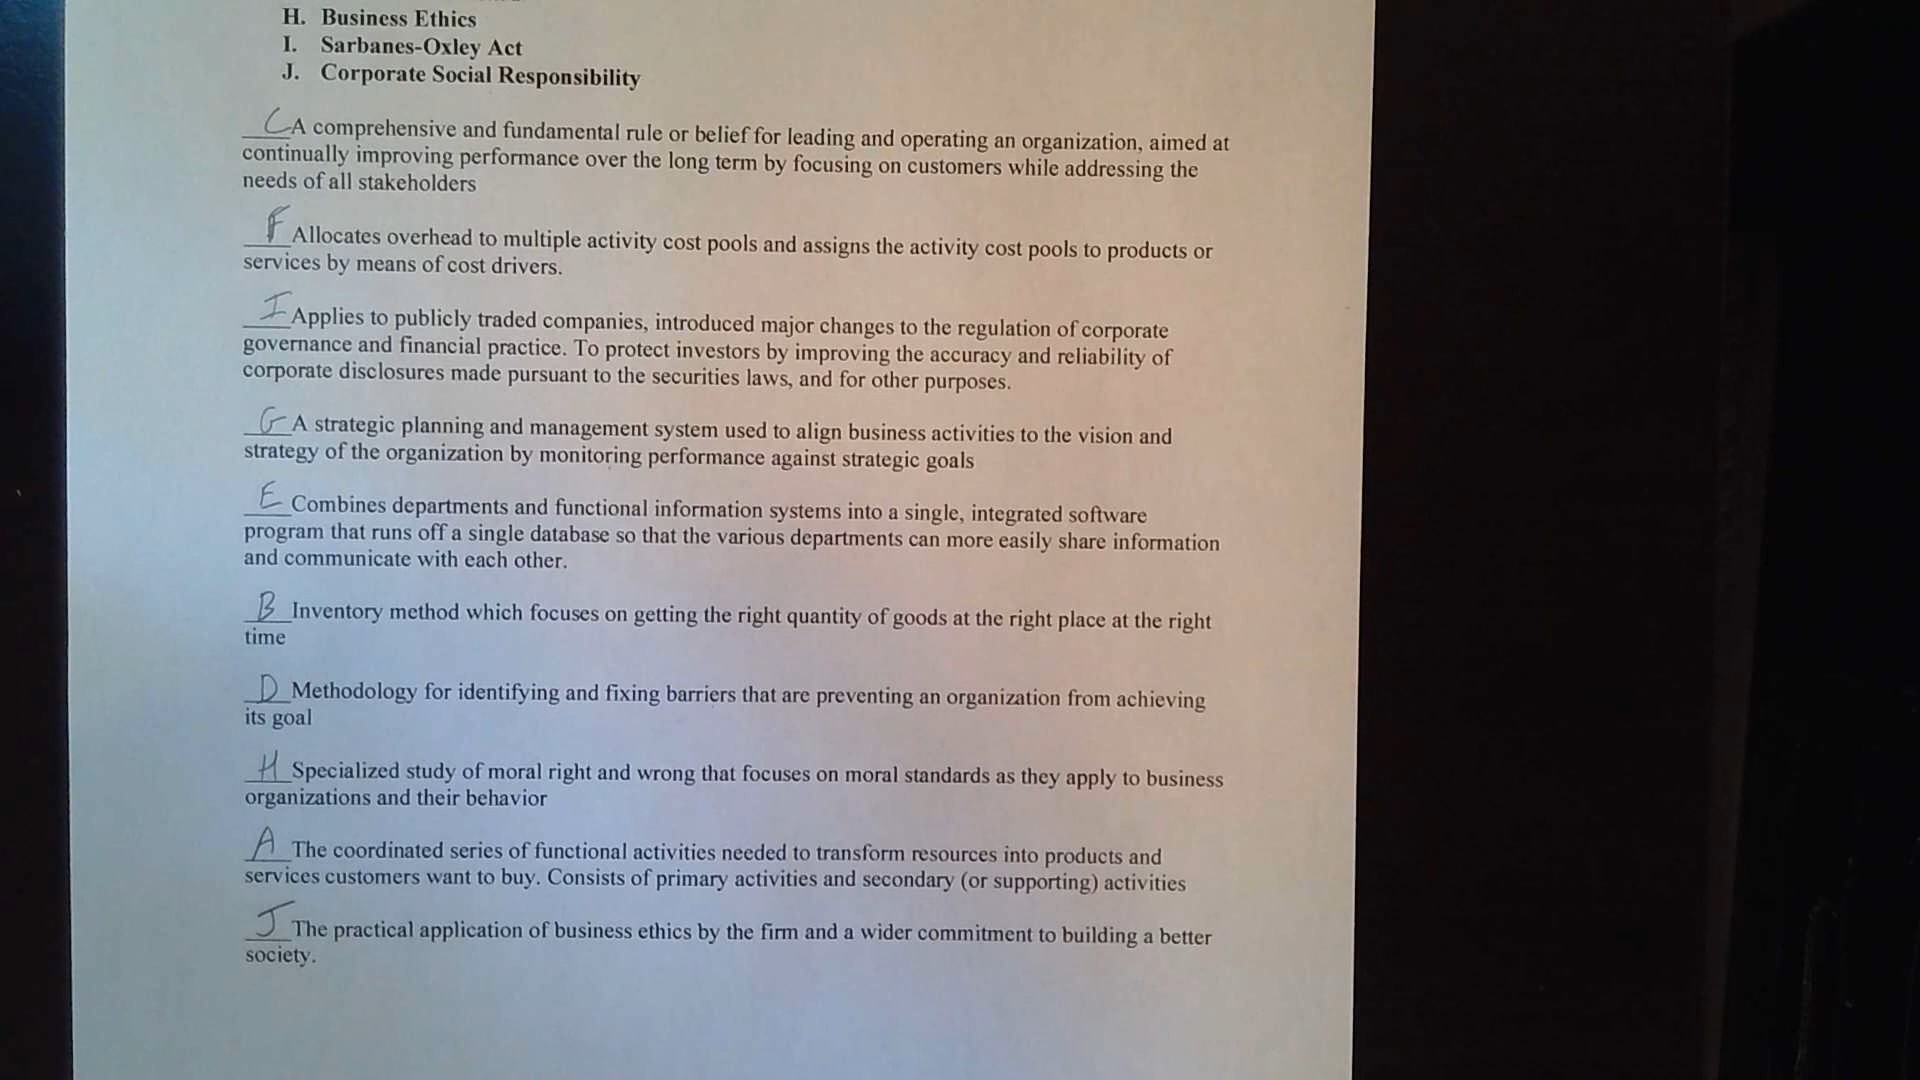 H. Business Ethics
I. Sarbanes-Oxley Act
J. Corporate Social Responsibility
C A comprehensive and fundamental rule or belief for leading and operating an organization, aimed at
continually improving performance over the long term by focusing on customers while addressing the
needs of all stakeholders
F Allocates overhead to multiple activity cost pools and assigns the activity cost pools to products or
services by means of cost drivers.
I Applies to publicly traded companies, introduced major changes to the regulation of corporate
governance and financial practice. To protect investors by improving the accuracy and reliability of
corporate disclosures made pursuant to the securities laws, and for other purposes.
G A strategic planning and management system used to align business activities to the vision and
strategy of the organization by monitoring performance against strategic goals
E Combines departments and functional information systems into a single, integrated software
program that runs off a single database so that the various departments can more easily share information
and communicate with each other.
B Inventory method which focuses on getting the right quantity of goods at the right place at the right
time
D Methodology for identifying and fixing barriers that are preventing an organization from achieving
its goal
H Specialized study of moral right and wrong that focuses on moral standards as they apply to business
organizations and their behavior
A The coordinated series of functional activities needed to transform resources into products and
services customers want to buy. Consists of primary activities and secondary (or supporting) activities
J The practical application of business ethics by the firm and a wider commitment to building a better
society.